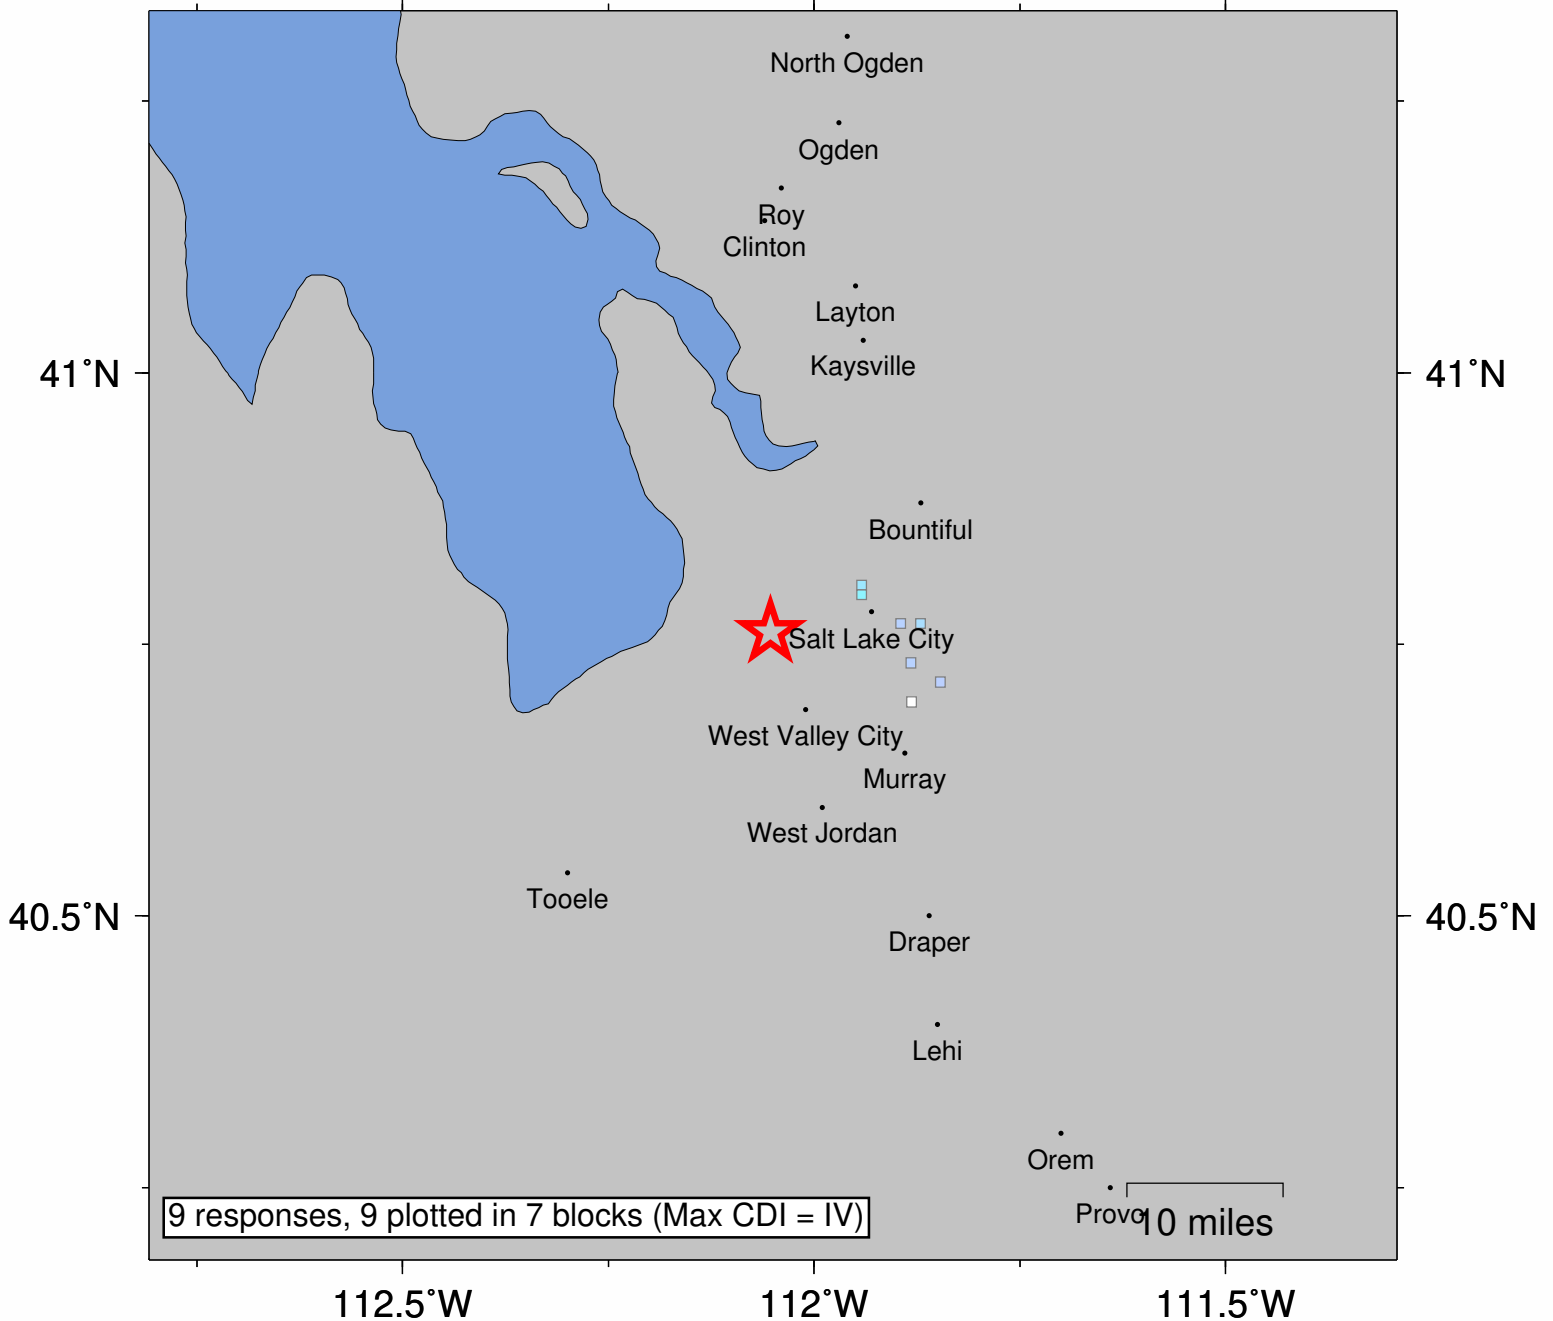 North Ogden
Ogden
Roy
Clinton
Layton
41°N
Kaysville
41°N
Bountiful
Salt Lake City
West Valley City
Murray
West Jordan
Tooele
40.5°N
40.5°N
Draper
Lehi
Orem
9 responses, 9 plotted in 7 blocks (Max CDI = IV)
Provo
10 miles
112.5°W
112°W
111.5°W